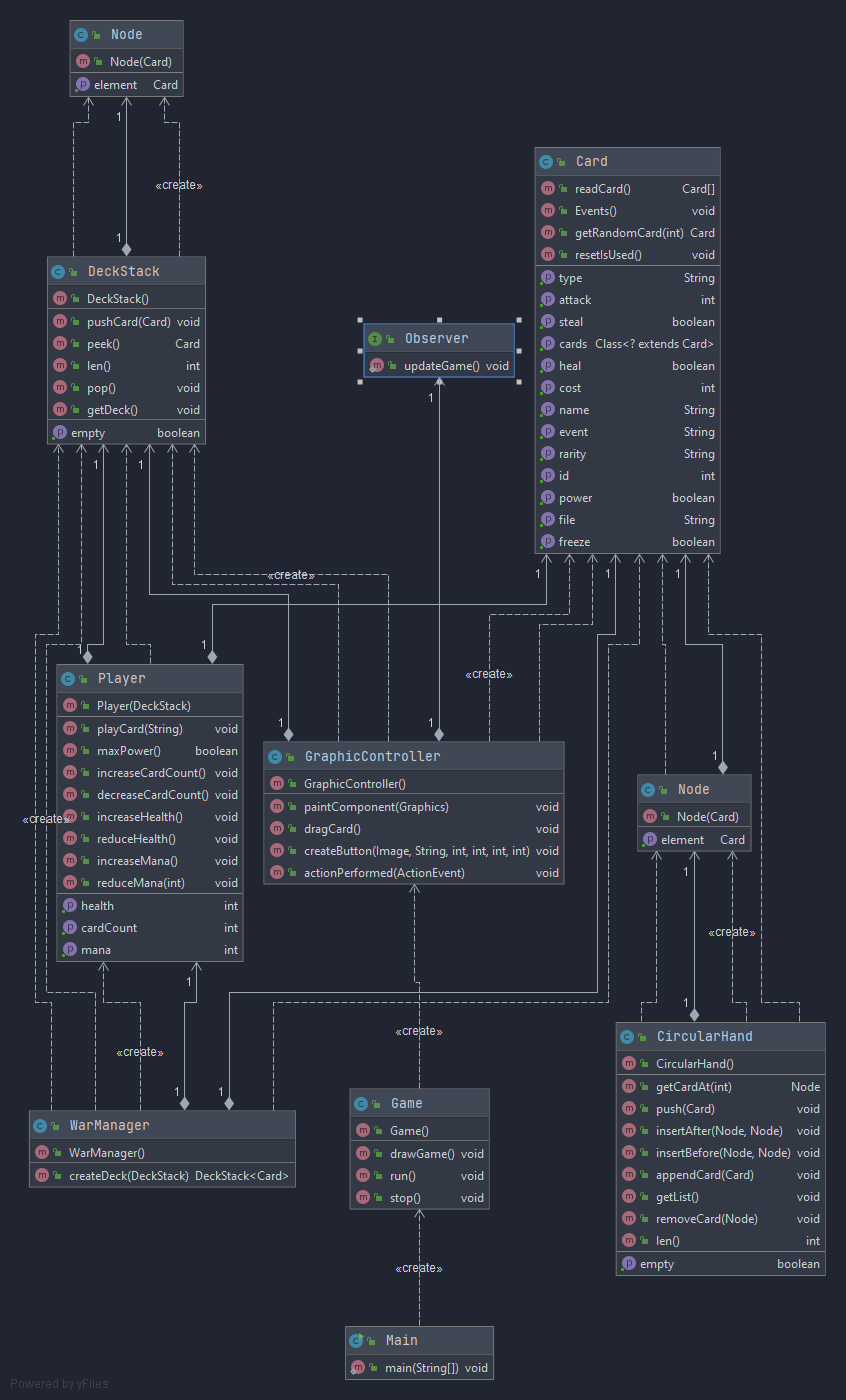 Node
Node(Card)
element Card
1
«create»
1
DeckStack
DeckStack()
pushCard(Card) void
peek() Card
len() int
pop() void
getDeck() void
empty boolean
Card
readCard() Card[]
Events() void
getRandomCard(int) Card
resetIsUsed() void
type String
attack int
steal boolean
cards Class<? extends Card>
heal boolean
cost int
name String
event String
rarity String
id int
power boolean
file String
freeze boolean
Observer
updateGame() void
1
1
1
«create»
1
1
1
1
1
«create»
Player
Player(DeckStack)
playCard(String) void
maxPower() boolean
increaseCardCount() void
decreaseCardCount() void
increaseHealth() void
reduceHealth() void
increaseMana() void
reduceMana(int) void
health int
cardCount int
mana int
«create»
1
1
GraphicController
GraphicController()
paintComponent(Graphics) void
dragCard() void
createButton(Image, String, int, int, int, int) void
actionPerformed(ActionEvent) void
1
Node
Node(Card)
element Card
1
«create»
1
CircularHand
CircularHand()
getCardAt(int) Node
push(Card) void
insertAfter(Node, Node) void
insertBefore(Node, Node) void
appendCard(Card) void
getList() void
removeCard(Node) void
len() int
empty boolean
1
«create»
1
1
WarManager
WarManager()
createDeck(DeckStack) DeckStack<Card>
«create»
Game
Game()
drawGame() void
run() void
stop() void
«create»
Main
main(String[]) void
Powered by yFiles